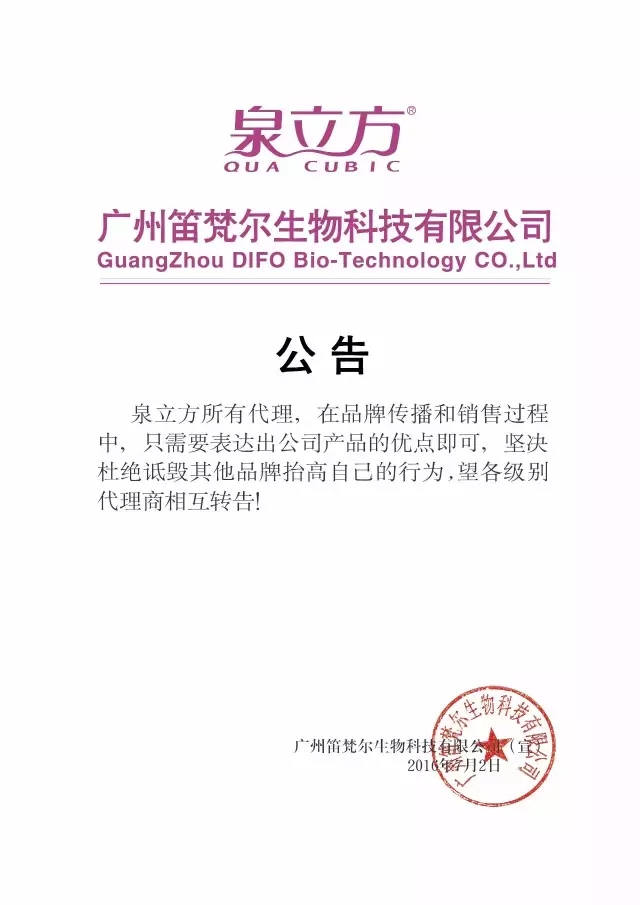 泉立方®
QUA CUBIC
广州笛梵尔生物科技有限公司
GuangZhou DIFO Bio-Technology CO.,Ltd
公告
泉立方所有代理，在品牌传播和销售过程
中，只需要表达出公司产品的优点即可，坚决
杜绝诋毁其他品牌抬高自己的行为,望各级别
代理商相互转告!
广州笛梵尔生物科技有限公司（宣）
2016年7月2日
广州笛梵尔生物科技有限公司